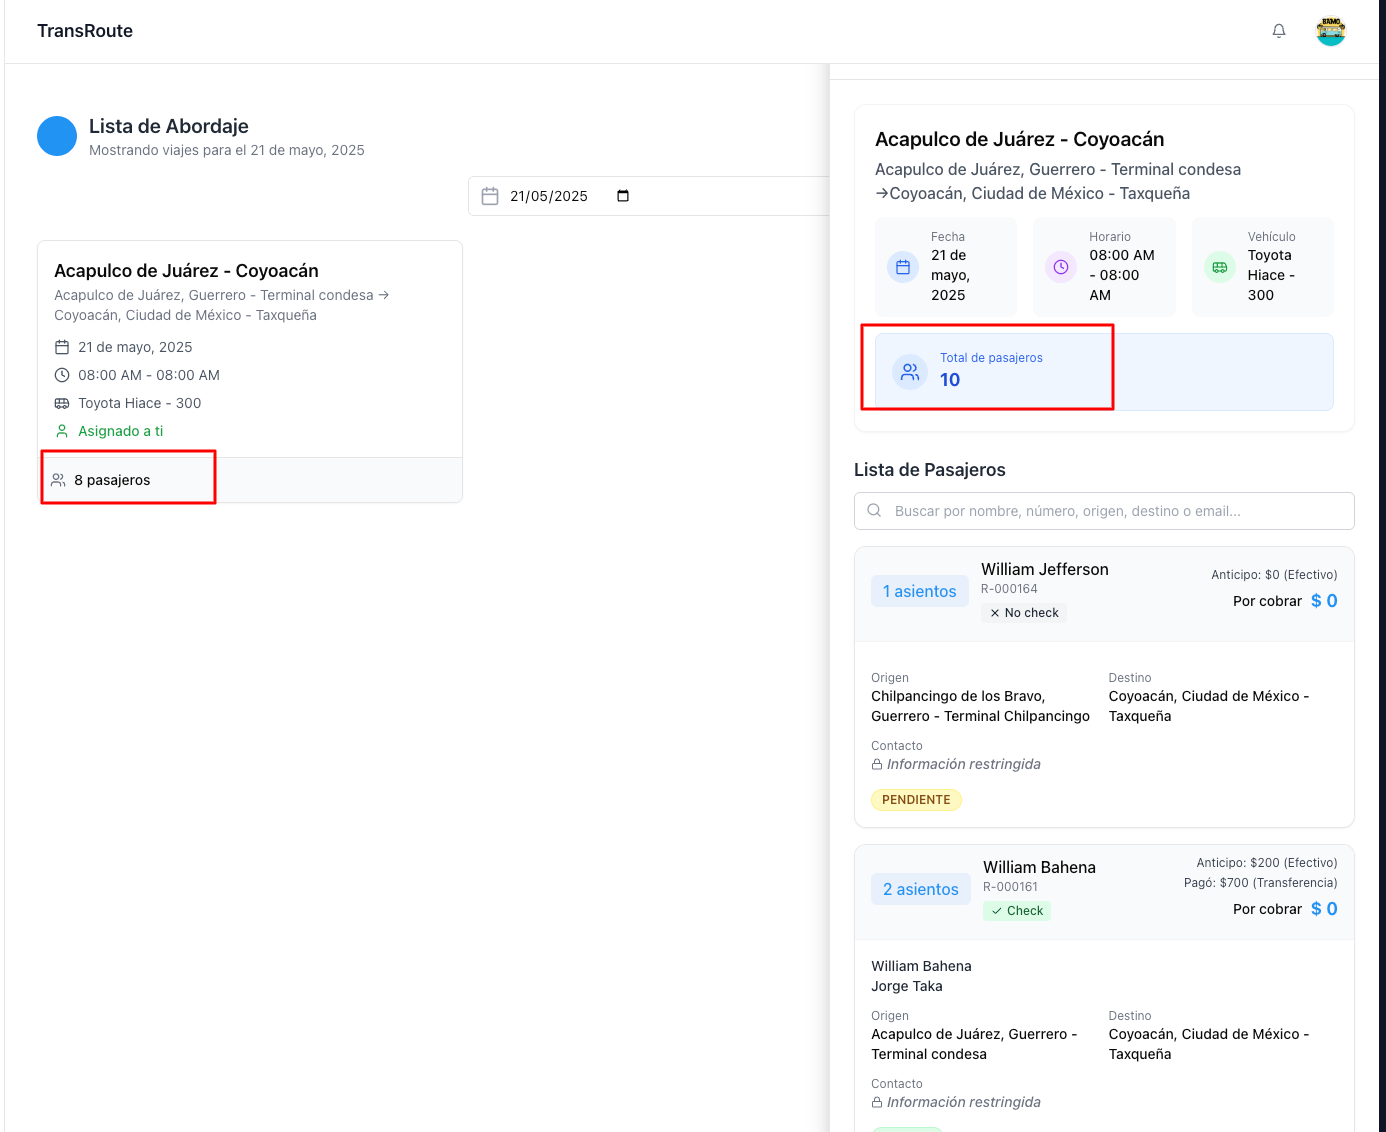 TransRoute
BAMO
Lista de Abordaje
Mostrando viajes para el 21 de mayo, 2025
21/05/2025
Acapulco de Juárez - Coyoacán
Acapulco de Juárez, Guerrero - Terminal condesa →
Coyoacán, Ciudad de México - Taxqueña
21 de mayo, 2025
08:00 AM - 08:00 AM
Toyota Hiace - 300
Asignado a ti
8 pasajeros
Acapulco de Juárez - Coyoacán
Acapulco de Juárez, Guerrero - Terminal condesa
→Coyoacán, Ciudad de México - Taxqueña
Fecha
21 de
mayo,
2025
Horario
08:00 AM
- 08:00
AM
Vehículo
Toyota
Hiace -
300
Total de pasajeros
10
Lista de Pasajeros
Buscar por nombre, número, origen, destino o email...
1 asientos
William Jefferson
R-000164
No check
Anticipo: $0 (Efectivo)
Por cobrar $ 0
Origen
Chilpancingo de los Bravo,
Guerrero - Terminal Chilpancingo
Destino
Coyoacán, Ciudad de México -
Taxqueña
Contacto
Información restringida
PENDIENTE
2 asientos
William Bahena
R-000161
Check
Anticipo: $200 (Efectivo)
Pagó: $700 (Transferencia)
Por cobrar $ 0
William Bahena
Jorge Taka
Origen
Acapulco de Juárez, Guerrero -
Terminal condesa
Destino
Coyoacán, Ciudad de México -
Taxqueña
Contacto
Información restringida